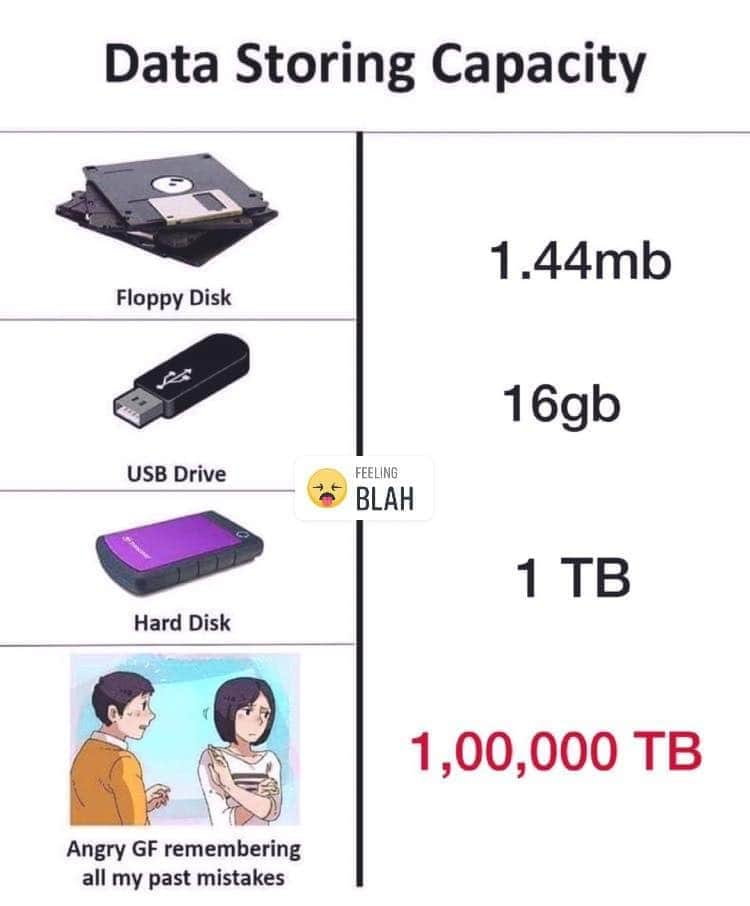 Data Storing Capacity
Floppy Disk
1.44mb
USB Drive
16gb
FEELING
BLAH
Hard Disk
1 TB
Angry GF remembering
all my past mistakes
1,00,000 TB